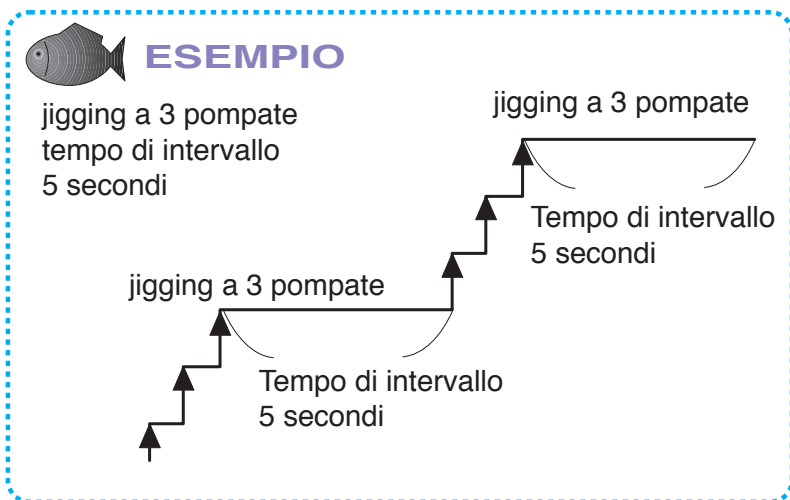 ESEMPIO
jigging a 3 pompate
tempo di intervallo
5 secondi
jigging a 3 pompate
Tempo di intervallo
5 secondi
jigging a 3 pompate
Tempo di intervallo
5 secondi